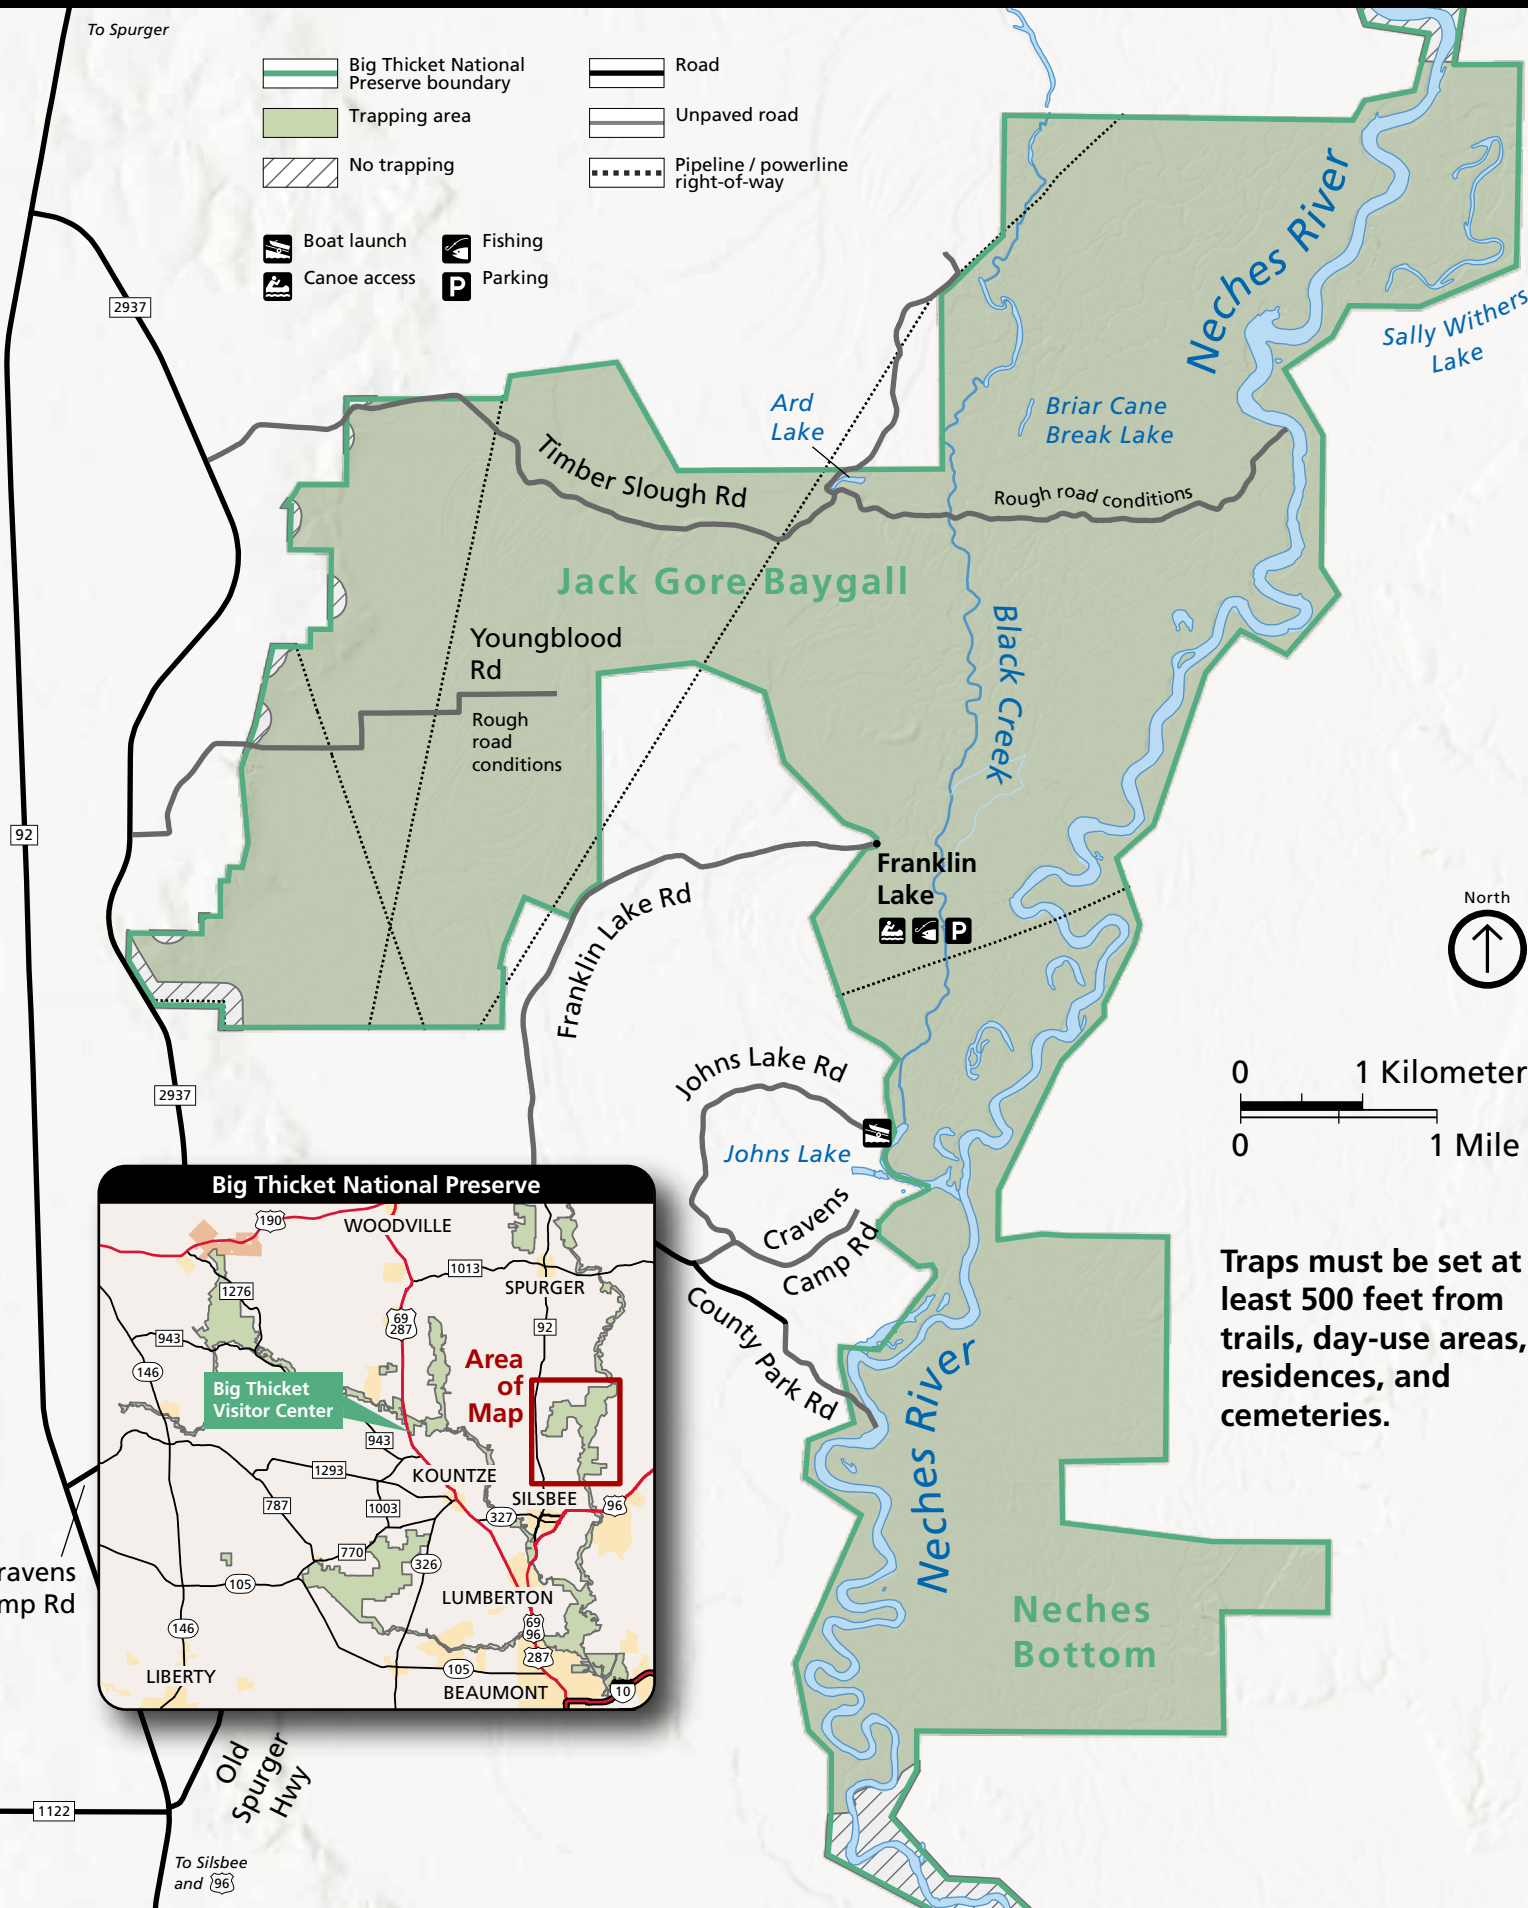 To Spurger
Big Thicket National
Preserve boundary
Trapping area
No trapping
Road
Unpaved road
Pipeline / powerline
right-of-way
Boat launch
Canoe access
Fishing
P
Parking
2937
Neches River
Sally Withers
Lake
Ard
Lake
Briar Cane
Break Lake
Timber Slough Rd
Rough road conditions
Jack Gore Baygall
Youngblood
Rd
Rough
road
conditions
Black Creek
92
Franklin
Lake
P
Franklin Lake Rd
North
2937
Johns Lake Rd
Johns Lake
Cravens
Camp Rd
County Park Rd
0
1 Kilometer
0
1 Mile
Traps must be set at
least 500 feet from
trails, day-use areas,
residences, and
cemeteries.
Neches River
Neches
Bottom
Big Thicket National Preserve
190
WOODVILLE
1013
SPURGER
1276
69
287
92
943
146
Area
of
Map
Big Thicket
Visitor Center
943
1293
KOUNTZE
787
1003
SILSBEE
96
327
770
326
105
LUMBERTON
146
69
96
287
105
LIBERTY
BEAUMONT
10
ravens
mp Rd
Old
Spurger
Hwy
1122
To Silsbee
and 96